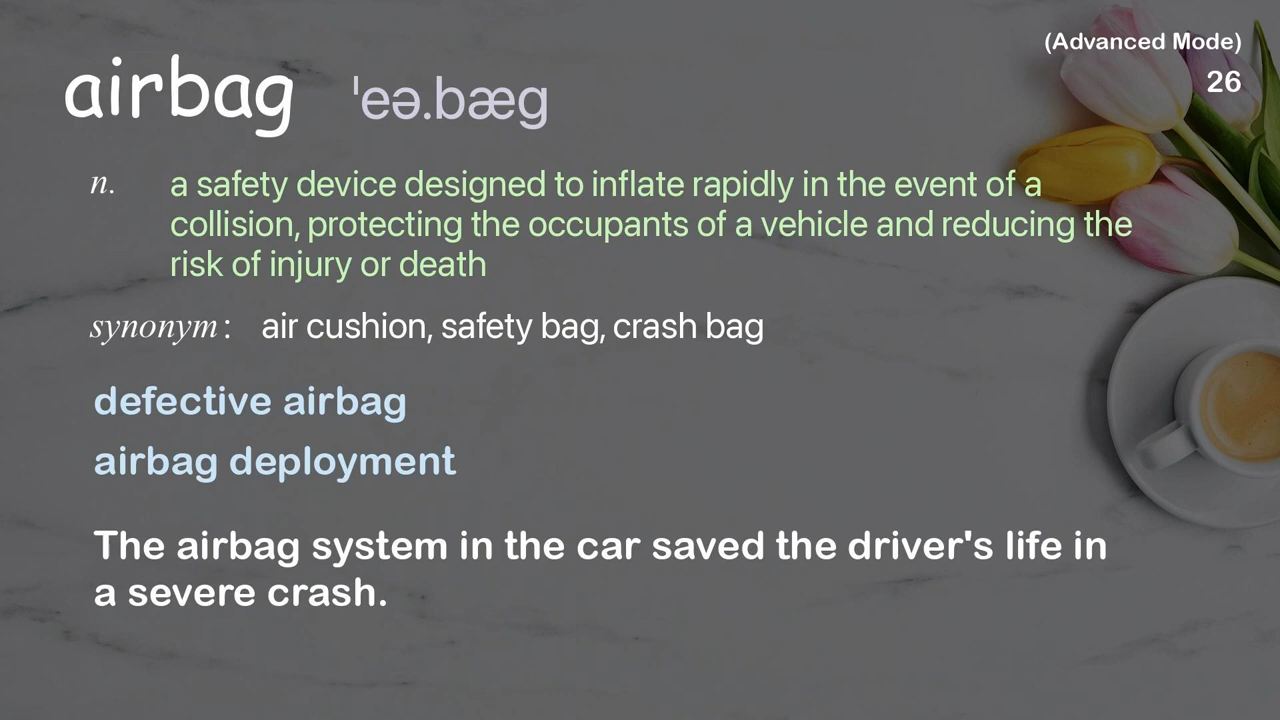 (Advanced Mode)
airbag ˈeə.bæg
26
n. a safety device designed to inflate rapidly in the event of a
collision, protecting the occupants of a vehicle and reducing the
risk of injury or death
synonym: air cushion, safety bag, crash bag
defective airbag
airbag deployment
The airbag system in the car saved the driver's life in
a severe crash.